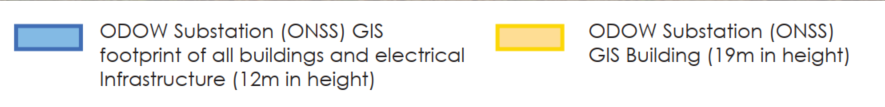 ODOW Substation (ONSS) GIS
footprint of all buildings and electrical
Infrastructure (12m in height)
ODOW Substation (ONSS)
GIS Building (19m in height)